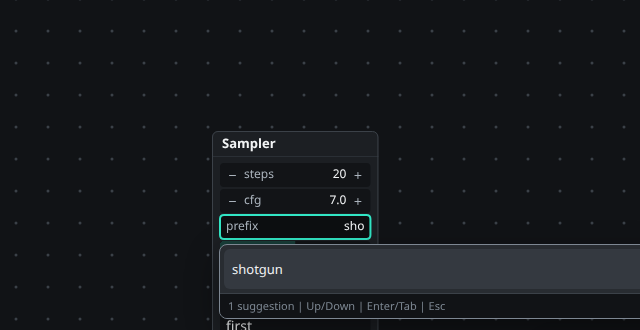 Sampler
− steps 20 +
− cfg 7.0 +
prefix sho
shotgun
1 suggestion | Up/Down | Enter/Tab | Esc
first